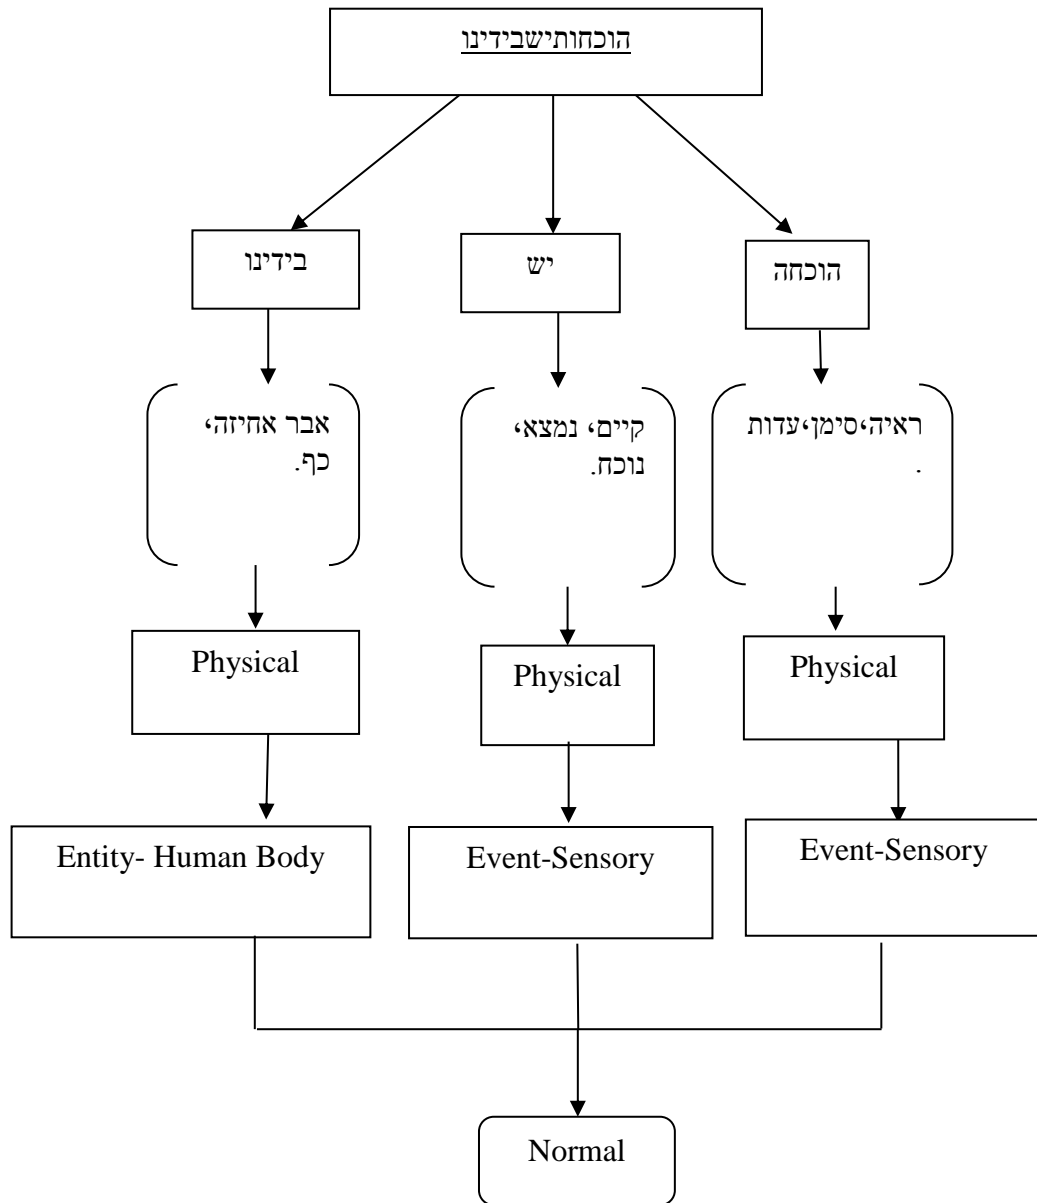 הוכחותישבידינו
הוכחה
יש
בידינו
ראיה,סימן,עדות
.
קיים, נמצא,
נוכח.
אבר אחיזה,
כף.
Physical
Physical
Physical
Entity- Human Body
Event-Sensory
Event-Sensory
Normal